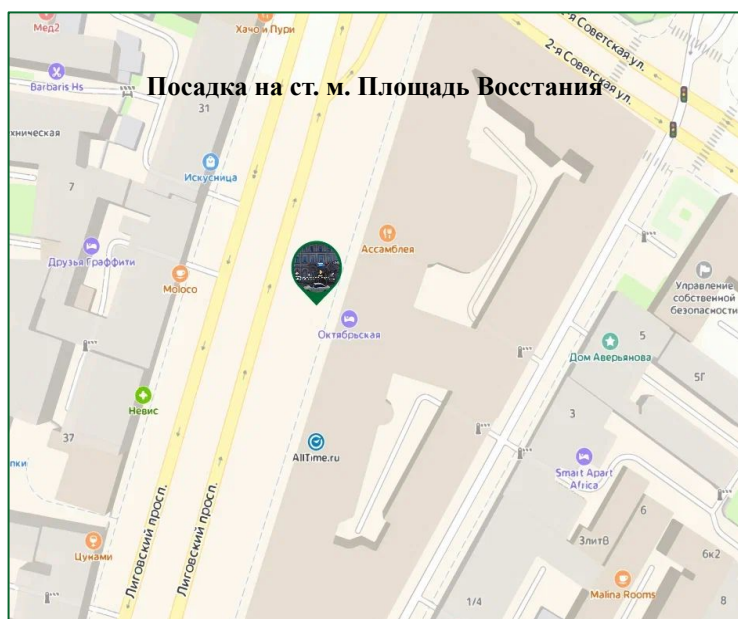 Мед2
Хачо и Пури
1-я Советская ул.
2-я Советская ул.
Barbaris Hs
Посадка на ст. м. Площадь Восстания
31
хническая
Искусница
7
Ассамблея
Друзья Граффити
Moloco
Управление
собственной
безопасности
Октябрьская
5
Дом Аверьянова
5Г
Невис
3
37
AllTime.ru
пки
Smart Apart
Africa
Лиговский просп.
Лиговский просп.
6
3литВ
6к2
Цунами
Malina Rooms
1/4
8